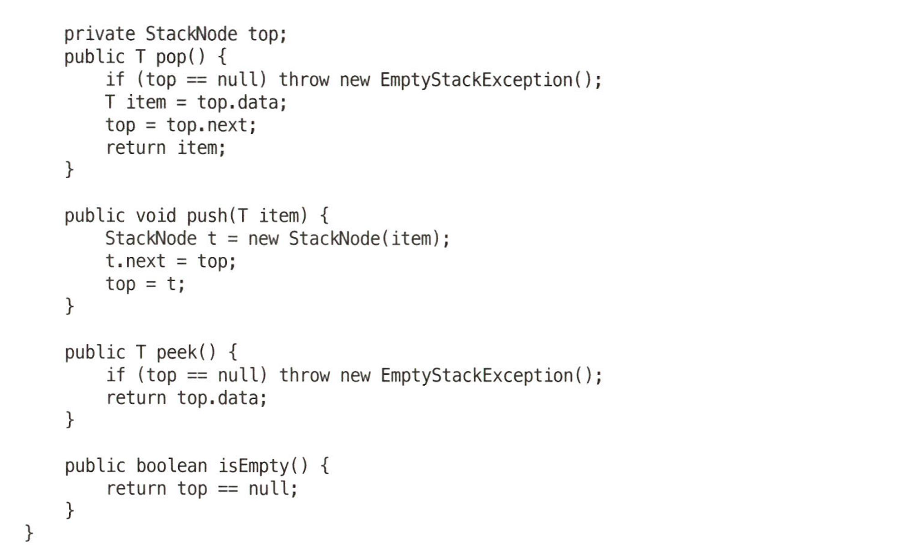 private StackNode top;
public T pop() {
if (top == null) throw new EmptyStackException();
T item = top.data;
top = top.next;
return item;
}
public void push(T item) {
StackNode t = new StackNode(item);
t.next = top;
top = t;
}
public T peek() {
if (top == null) throw new EmptyStackException();
return top.data;
}
public boolean isEmpty() {
return top == null;
}
}